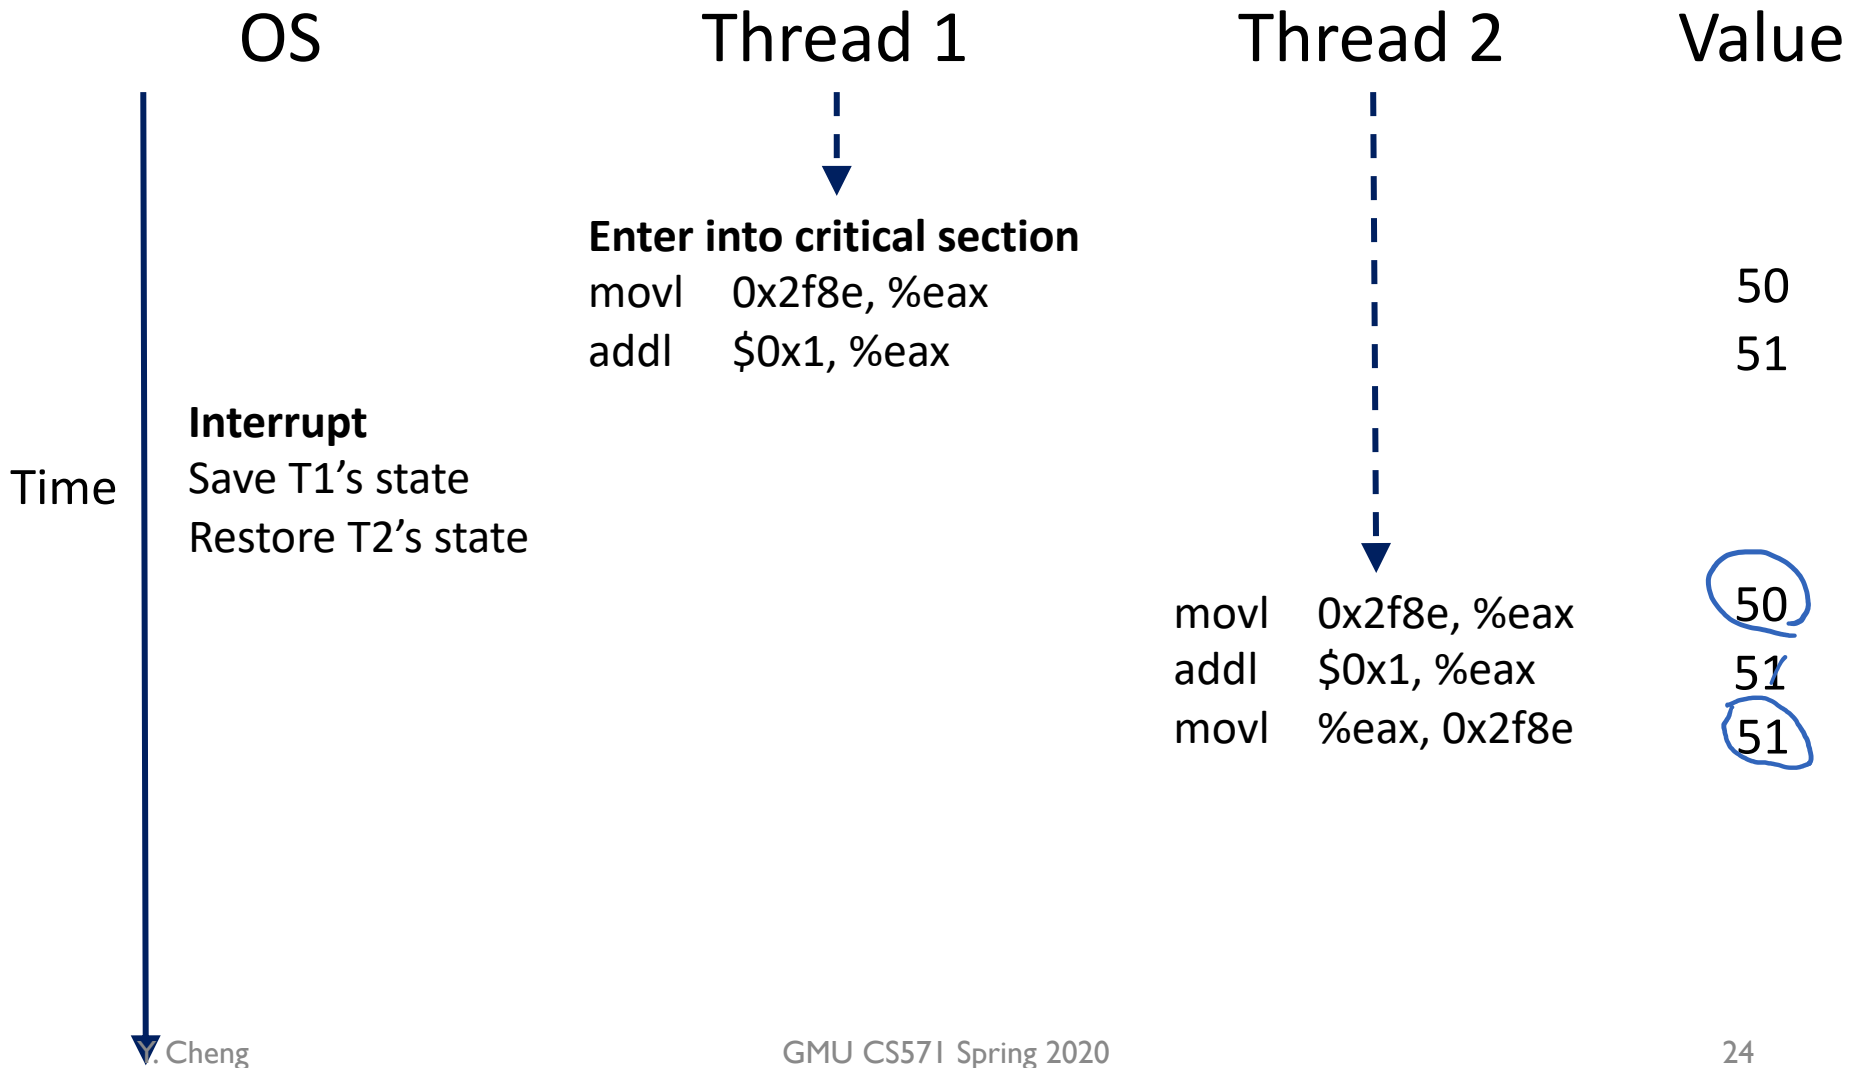 OS Thread 1 Thread 2 Value
Enter into critical section
movl 0x2f8e, %eax 50
addl $0x1, %eax 51
Interrupt
Time Save T1’s state
Restore T2’s state
movl 0x2f8e, %eax 50
addl $0x1, %eax 51
movl %eax, 0x2f8e 51
Y. Cheng GMU CS571 Spring 2020 24